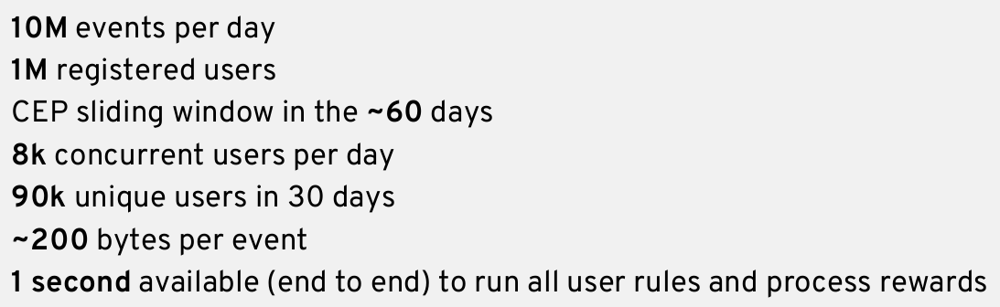 10M events per day
1M registered users
CEP sliding window in the ~60 days
8k concurrent users per day
90k unique users in 30 days
~200 bytes per event
1 second available (end to end) to run all user rules and process rewards